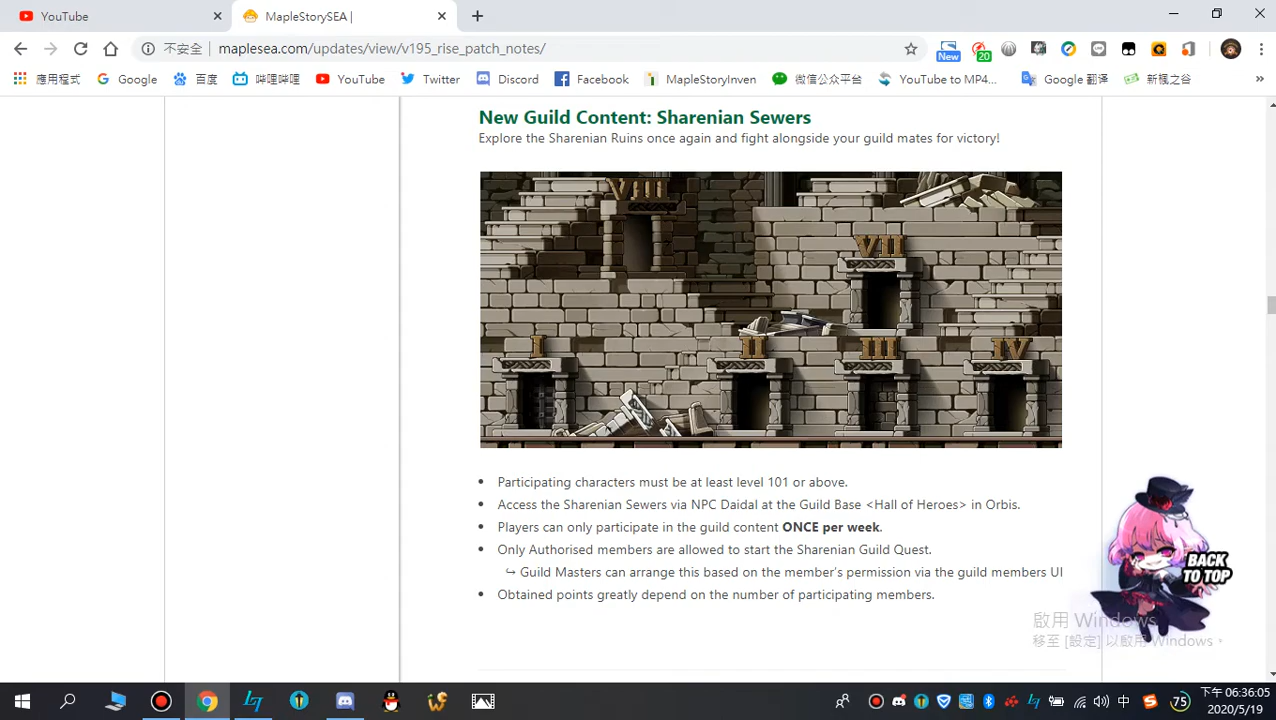 YouTube
MapleStorySEA |
不安全
maplesea.com/updates/view/v195_rise_patch_notes/
New
20
應用程式
Google
百度
哔哩哔哩
YouTube
Twitter
Discord
Facebook
MapleStoryInven
微信公众平台
YouTube to MP4...
Google 翻译
新楓之谷
»
New Guild Content: Sharenian Sewers
Explore the Sharenian Ruins once again and fight alongside your guild mates for victory!
VIII
VII
I
II
III
IV
• Participating characters must be at least level 101 or above.
• Access the Sharenian Sewers via NPC Daidal at the Guild Base <Hall of Heroes> in Orbis.
• Players can only participate in the guild content ONCE per week.
• Only Authorised members are allowed to start the Sharenian Guild Quest.
↪ Guild Masters can arrange this based on the member's permission via the guild members UI
• Obtained points greatly depend on the number of participating members.
BACK
TO TOP
啟用 Windows
移至 [設定] 以啟用 Windows。
中
75
下午 06:36:05
2020/5/19